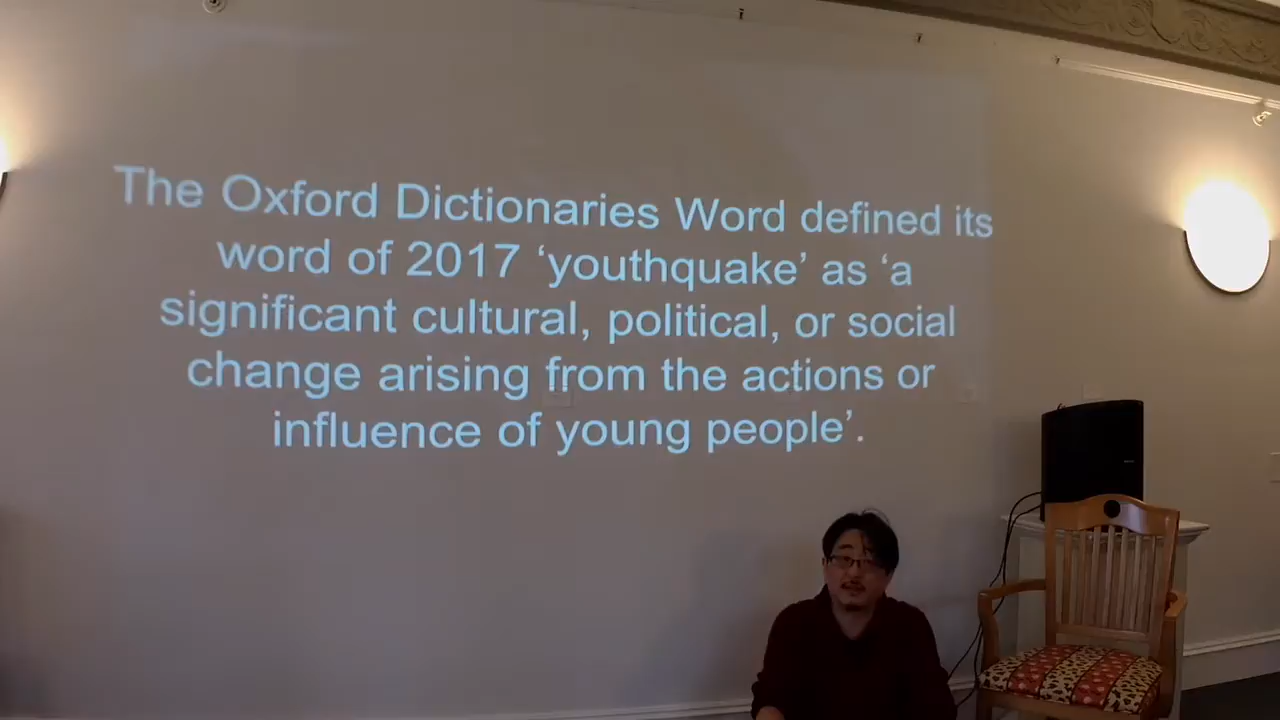 The Oxford Dictionaries Word defined its
word of 2017 ‘youthquake’ as ‘a
significant cultural, political, or social
change arising from the actions or
influence of young people’.